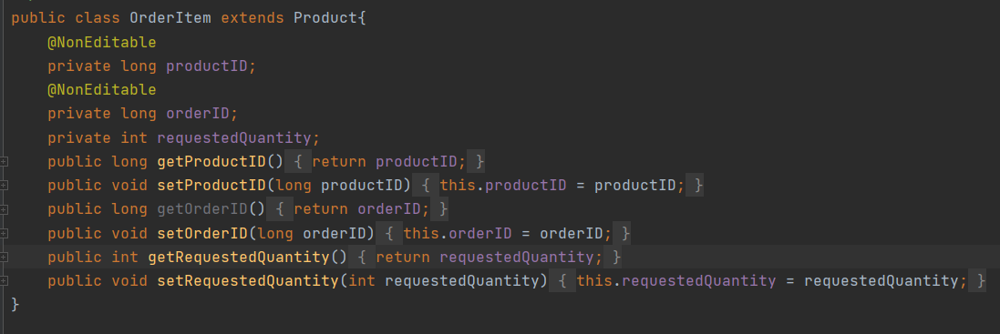 public class OrderItem extends Product{
    @NonEditable
    private long productID;
    @NonEditable
    private long orderID;
    private int requestedQuantity;
    public long getProductID() { return productID; }
    public void setProductID(long productID) { this.productID = productID; }
    public long getOrderID() { return orderID; }
    public void setOrderID(long orderID) { this.orderID = orderID; }
    public int getRequestedQuantity() { return requestedQuantity; }
    public void setRequestedQuantity(int requestedQuantity) { this.requestedQuantity = requestedQuantity; }
}